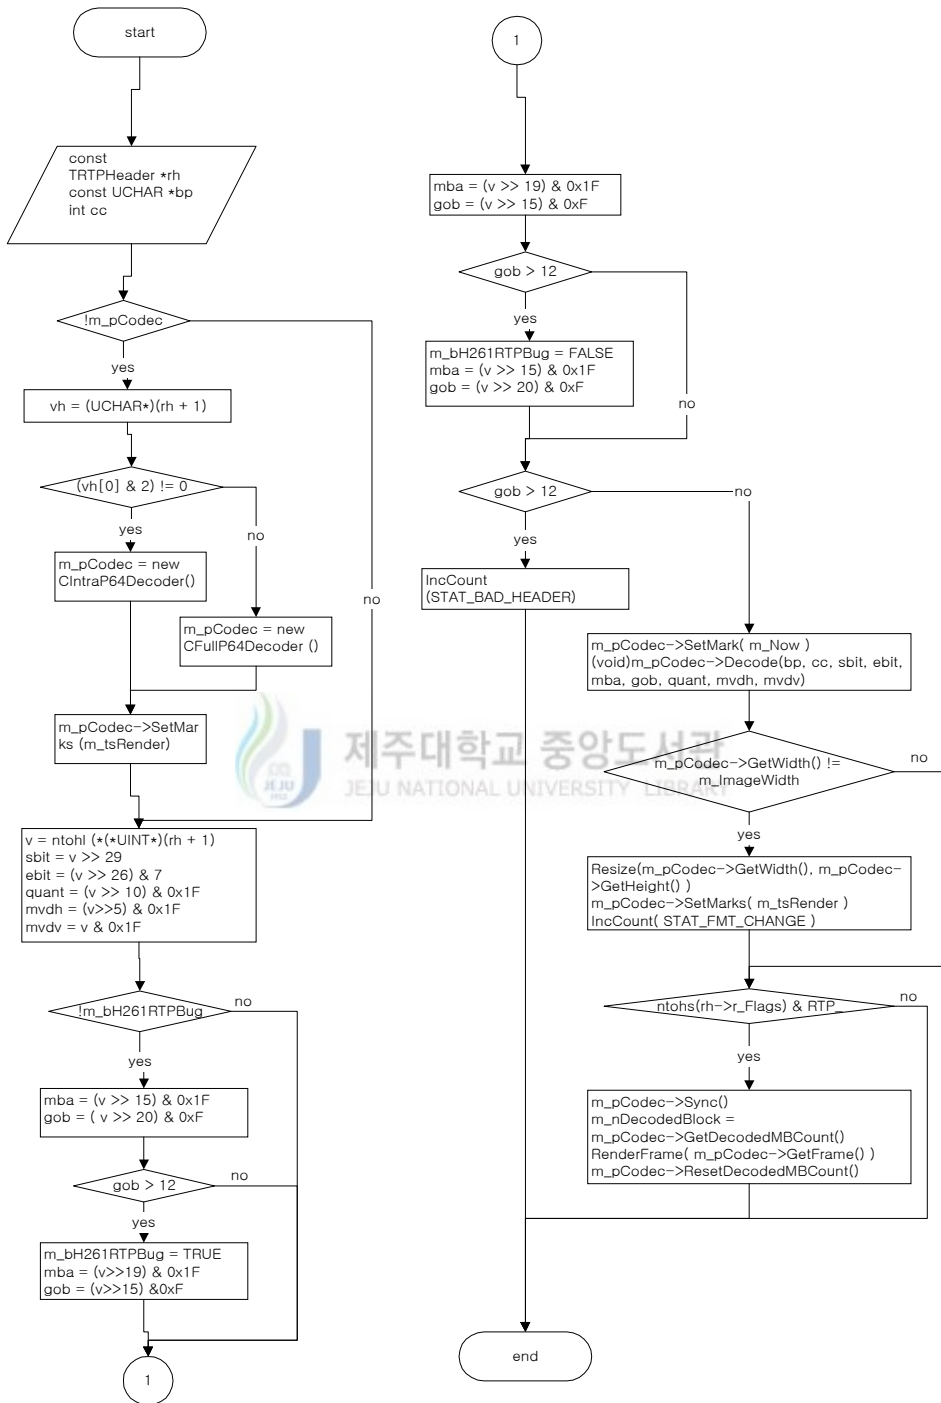 start
const
TRTPHeader *rh
const UCHAR *bp
int cc
!m_pCodec
yes
no
vh = (UCHAR*)(rh + 1)
(vh[0] & 2) != 0
yes
no
m_pCodec = new
CIntraP64Decoder()
m_pCodec = new
CFullP64Decoder ()
m_pCodec->SetMar
ks (m_tsRender)
v = ntohl (*(*UINT*)(rh + 1)
sbit = v >> 29
ebit = (v >> 26) & 7
quant = (v >> 10) & 0x1F
mvdh = (v>>5) & 0x1F
mvdv = v & 0x1F
!m_bH261RTPBug
no
yes
mba = (v >> 15) & 0x1F
gob = ( v >> 20) & 0xF
gob > 12
no
yes
m_bH261RTPBug = TRUE
mba = (v>>19) & 0x1F
gob = (v>>15) &0xF
1
1
mba = (v >> 19) & 0x1F
gob = (v >> 15) & 0xF
gob > 12
yes
no
m_bH261RTPBug = FALSE
mba = (v >> 15) & 0x1F
gob = (v >> 20) & 0xF
gob > 12
no
yes
IncCount
(STAT_BAD_HEADER)
m_pCodec->SetMark( m_Now )
(void)m_pCodec->Decode(bp, cc, sbit, ebit,
mba, gob, quant, mvdh, mvdv)
m_pCodec->GetWidth() !=
m_ImageWidth
no
yes
Resize(m_pCodec->GetWidth(), m_pCodec-
>GetHeight() )
m_pCodec->SetMarks( m_tsRender )
IncCount( STAT_FMT_CHANGE )
ntohs(rh->r_Flags) & RTP_
no
yes
m_pCodec->Sync()
m_nDecodedBlock =
m_pCodec->GetDecodedMBCount()
RenderFrame( m_pCodec->GetFrame() )
m_pCodec->ResetDecodedMBCount()
end
제주대학교 중앙도서관
JEJU NATIONAL UNIVERSITY LIBRARY
JEJU
1952